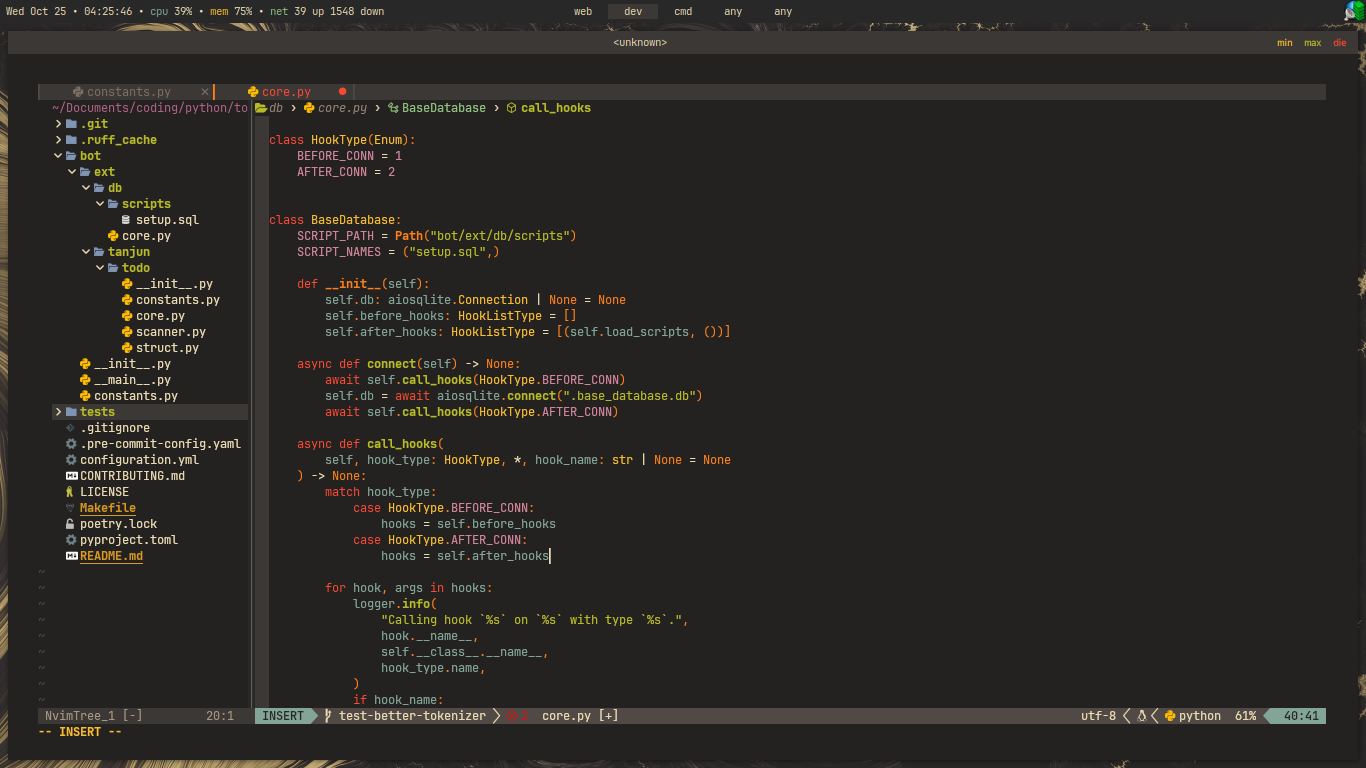 Wed Oct 25 • 04:25:46 • cpu 39% • mem 75% • net 39 up 1548 down
web dev cmd any any
<unknown>
min max die
constants.py × core.py
~/Documents/coding/python/to
.git
.ruff_cache
bot
ext
db
scripts
setup.sql
core.py
tanjun
todo
__init__.py
constants.py
core.py
scanner.py
struct.py
__init__.py
__main__.py
constants.py
tests
.gitignore
.pre-commit-config.yaml
configuration.yml
CONTRIBUTING.md
LICENSE
Makefile
poetry.lock
pyproject.toml
README.md
~
~
~
~
~
~
~
~
~
db › core.py › BaseDatabase › call_hooks
class HookType(Enum):
    BEFORE_CONN = 1
    AFTER_CONN = 2
class BaseDatabase:
    SCRIPT_PATH = Path("bot/ext/db/scripts")
    SCRIPT_NAMES = ("setup.sql",)
    def __init__(self):
        self.db: aiosqlite.Connection | None = None
        self.before_hooks: HookListType = []
        self.after_hooks: HookListType = [(self.load_scripts, ())]
    async def connect(self) -> None:
        await self.call_hooks(HookType.BEFORE_CONN)
        self.db = await aiosqlite.connect(".base_database.db")
        await self.call_hooks(HookType.AFTER_CONN)
    async def call_hooks(
        self, hook_type: HookType, *, hook_name: str | None = None
    ) -> None:
        match hook_type:
            case HookType.BEFORE_CONN:
                hooks = self.before_hooks
            case HookType.AFTER_CONN:
                hooks = self.after_hooks
        for hook, args in hooks:
            logger.info(
                "Calling hook `%s` on `%s` with type `%s`.",
                hook.__name__,
                self.__class__.__name__,
                hook_type.name,
            )
            if hook_name:
NvimTree_1 [-] 20:1
INSERT test-better-tokenizer core.py [+] utf-8 python 61% 40:41
-- INSERT --